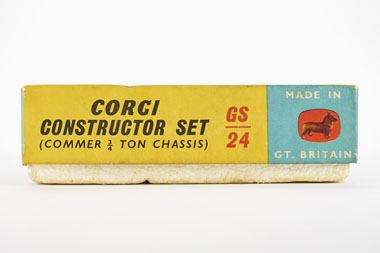 CORGI
CONSTRUCTOR SET
(COMMER ¾ TON CHASSIS)
GS
24
MADE IN
GT. BRITAIN